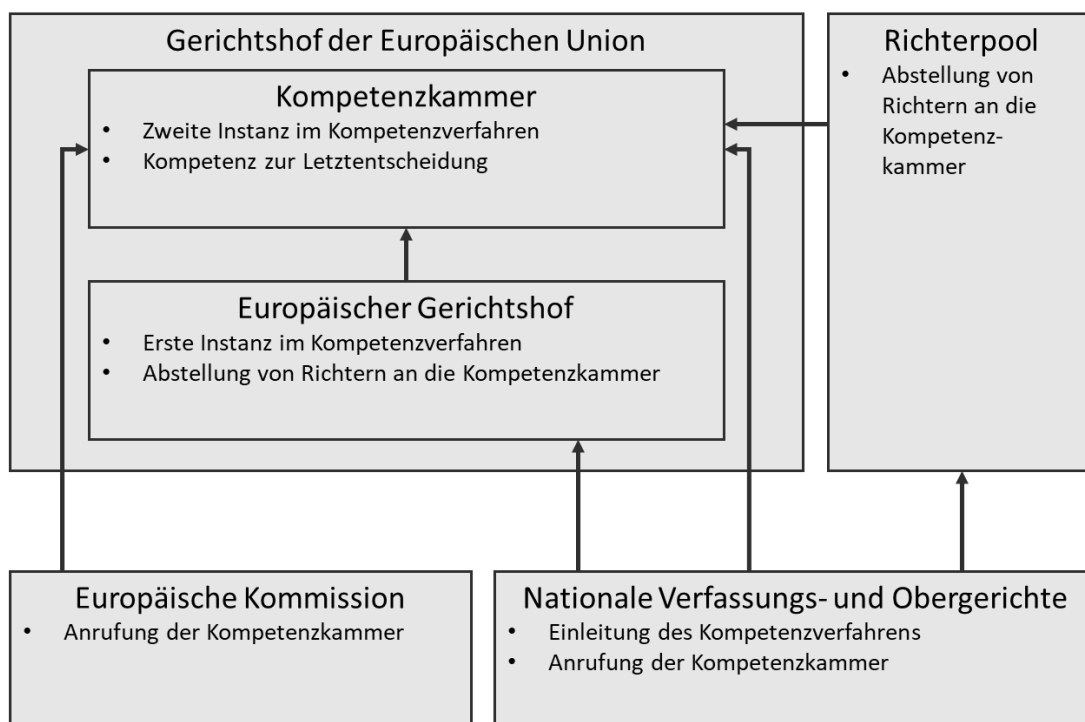 Gerichtshof der Europäischen Union
Kompetenzkammer
• Zweite Instanz im Kompetenzverfahren
• Kompetenz zur Letztentscheidung
Europäischer Gerichtshof
• Erste Instanz im Kompetenzverfahren
• Abstellung von Richtern an die Kompetenzkammer
Richterpool
• Abstellung von
Richtern an die
Kompetenz-
kammer
Europäische Kommission
• Anrufung der Kompetenzkammer
Nationale Verfassungs- und Obergerichte
• Einleitung des Kompetenzverfahrens
• Anrufung der Kompetenzkammer